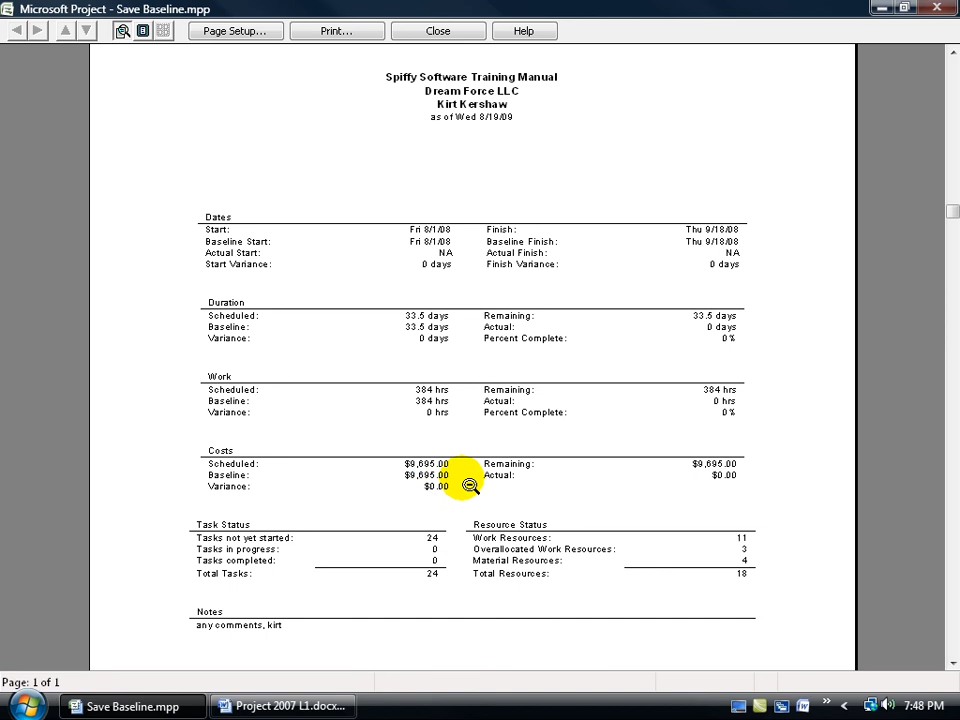 Microsoft Project - Save Baseline.mpp
Page Setup... Print... Close Help
Spiffy Software Training Manual
Dream Force LLC
Kirt Kershaw
as of Wed 8/19/09
Dates
Start: Fri 8/1/08 Finish: Thu 9/18/08
Baseline Start: Fri 8/1/08 Baseline Finish: Thu 9/18/08
Actual Start: NA Actual Finish: NA
Start Variance: 0 days Finish Variance: 0 days
Duration
Scheduled: 33.5 days Remaining: 33.5 days
Baseline: 33.5 days Actual: 0 days
Variance: 0 days Percent Complete: 0%
Work
Scheduled: 384 hrs Remaining: 384 hrs
Baseline: 384 hrs Actual: 0 hrs
Variance: 0 hrs Percent Complete: 0%
Costs
Scheduled: $9,695.00 Remaining: $9,695.00
Baseline: $9,695.00 Actual: $0.00
Variance: $0.00
Task Status Resource Status
Tasks not yet started: 24 Work Resources: 11
Tasks in progress: 0 Overallocated Work Resources: 3
Tasks completed: 0 Material Resources: 4
Total Tasks: 24 Total Resources: 18
Notes
any comments, kirt
Page: 1 of 1
Save Baseline.mpp Project 2007 L1.docx... 7:48 PM